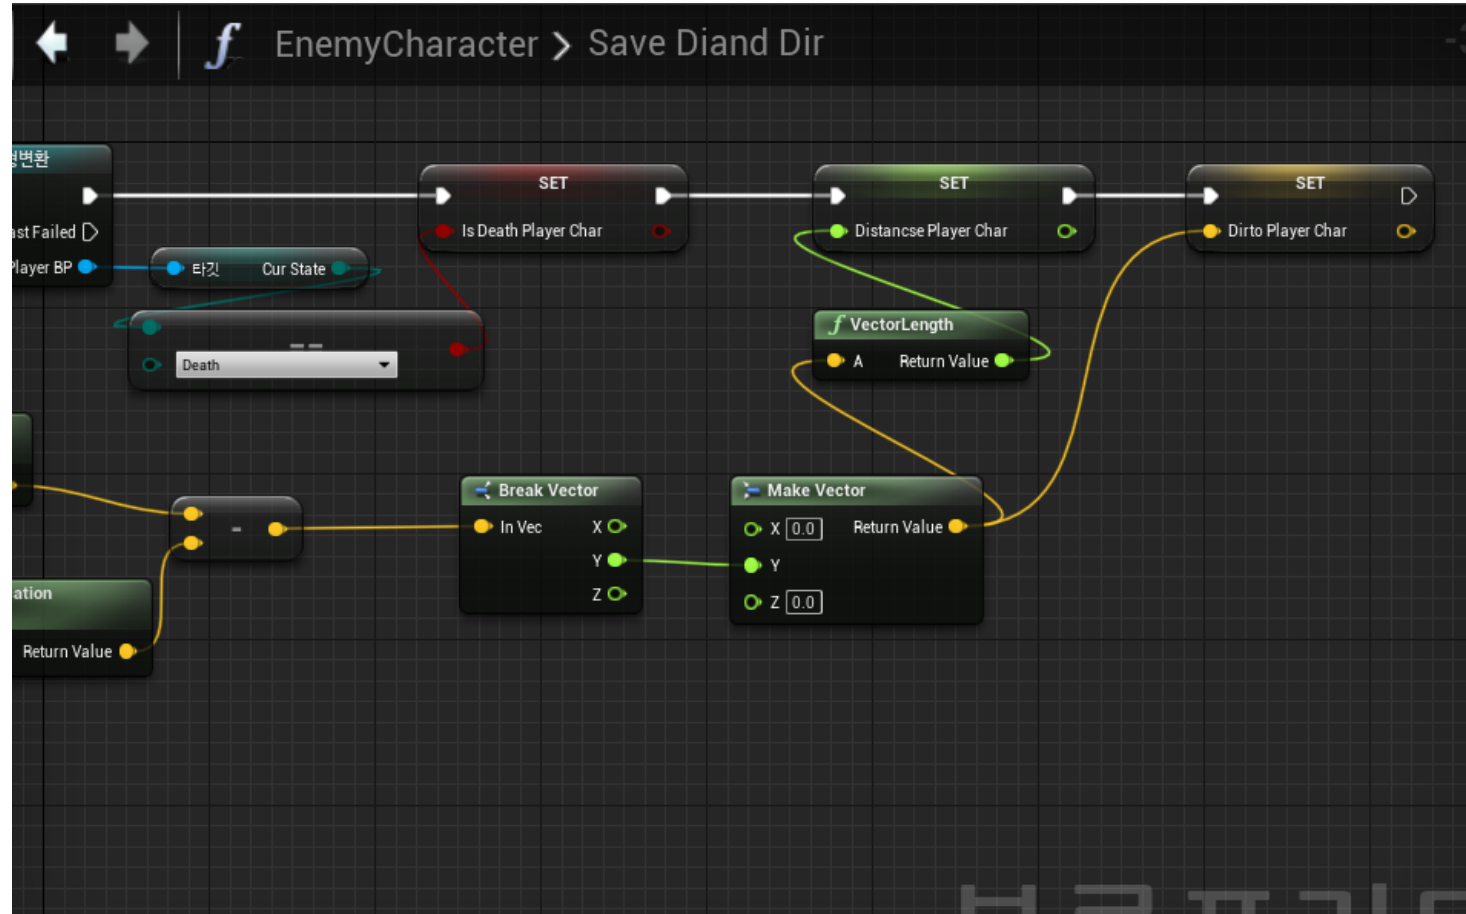 EnemyCharacter > Save Diand Dir
형변환
SET
SET
SET
ast Failed
Is Death Player Char
Distancse Player Char
Dirto Player Char
Player BP
타깃 Cur State
==
Death
VectorLength
A Return Value
Break Vector
Make Vector
In Vec X
X 0.0 Return Value
-
Y
Y
Z
Z 0.0
ation
Return Value